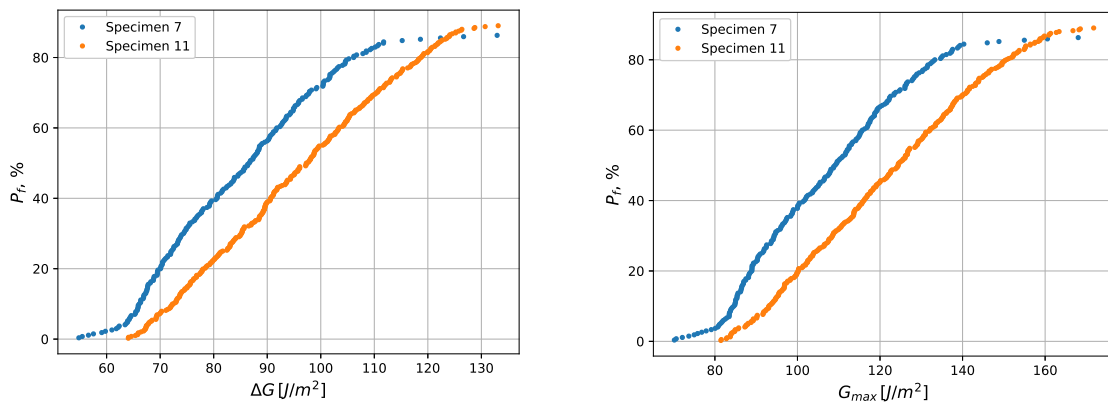 Specimen 7
Specimen 11
80
60
40
20
0
P_f, %
60 70 80 90 100 110 120 130
ΔG [J/m²]
Specimen 7
Specimen 11
80
60
40
20
0
P_f, %
80 100 120 140 160
G_max [J/m²]